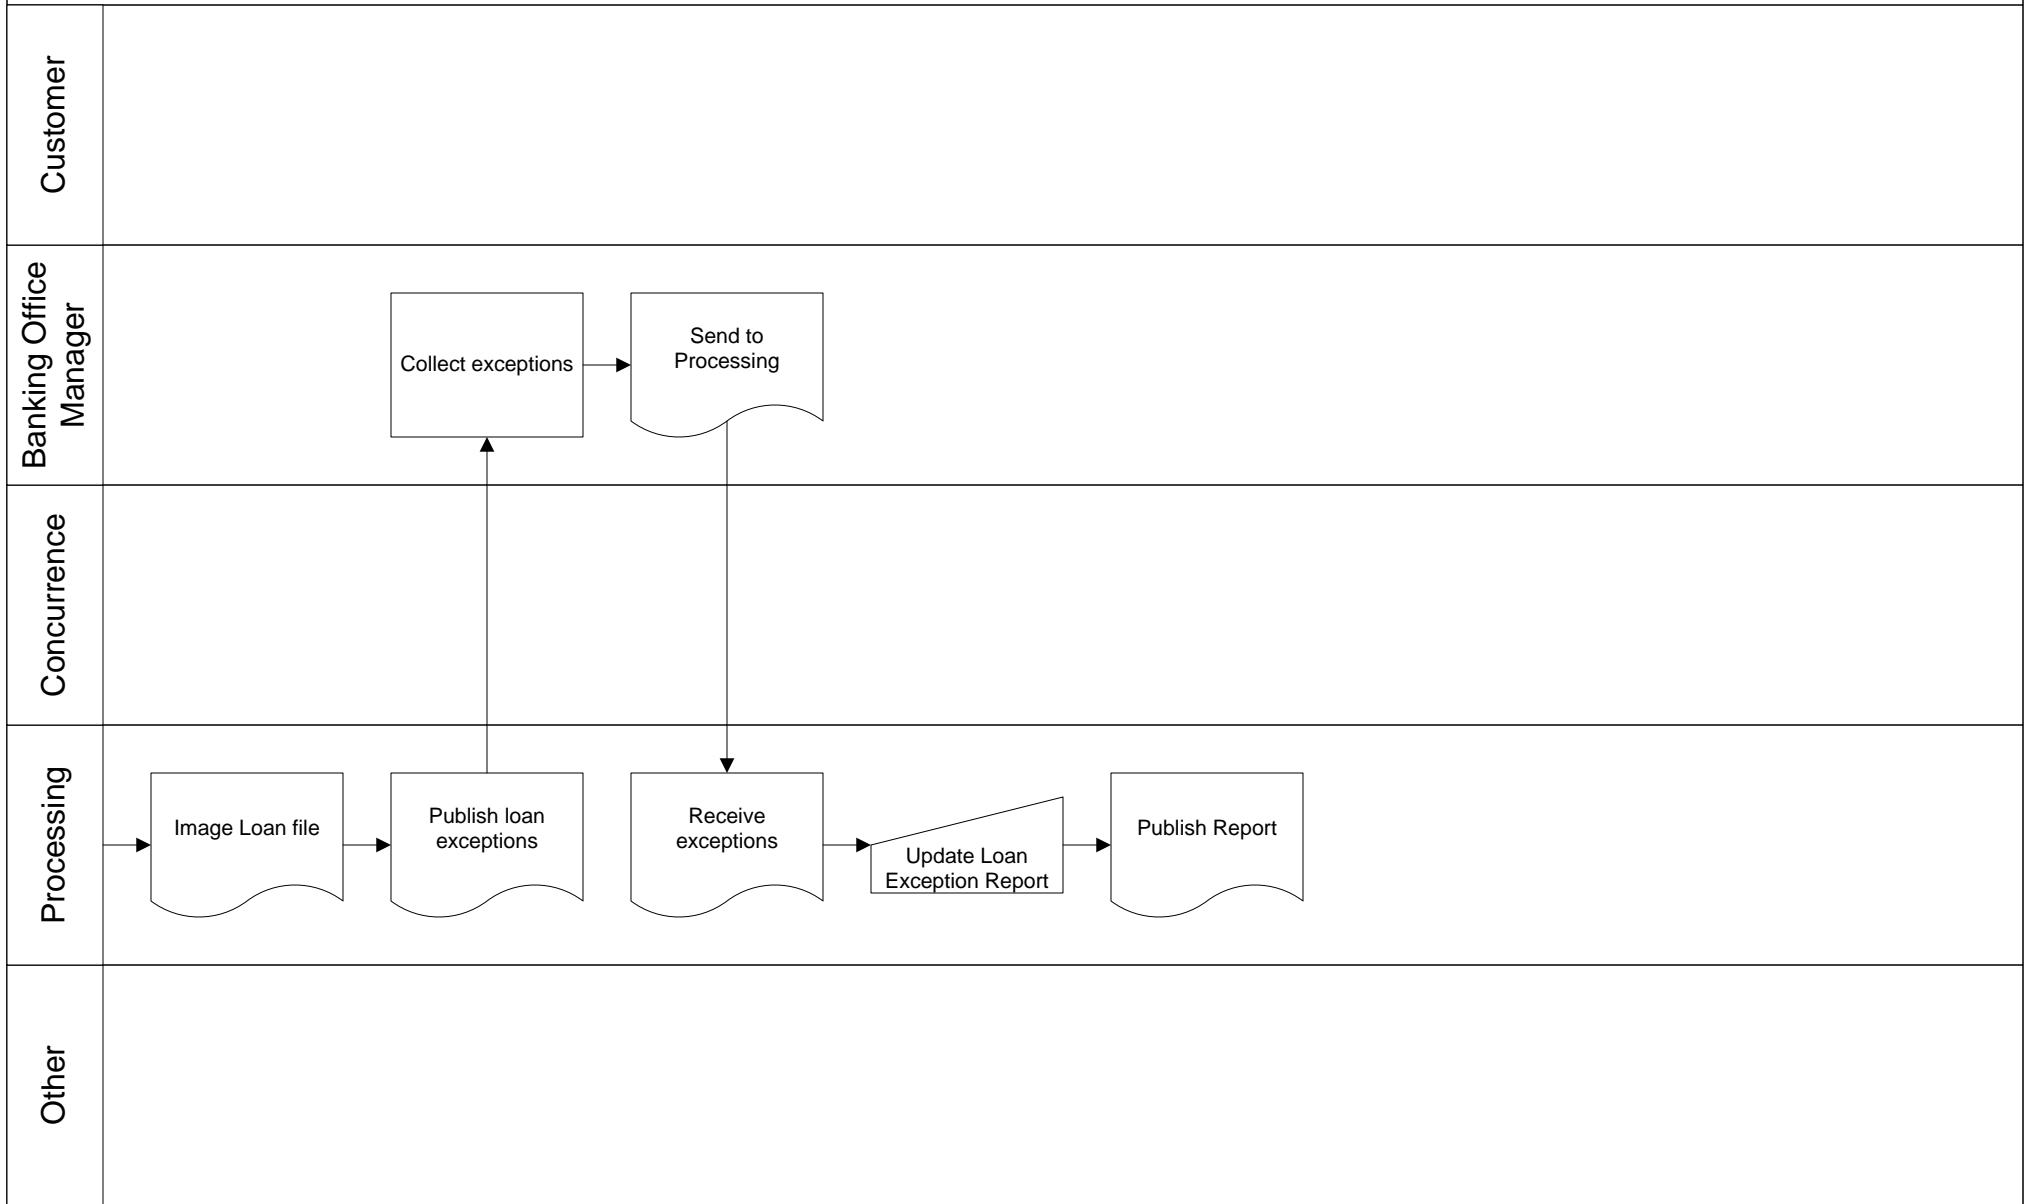 Customer
Banking Office
Manager
Collect exceptions
Send to
Processing
Concurrence
Processing
Image Loan file
Publish loan
exceptions
Receive
exceptions
Update Loan
Exception Report
Publish Report
Other